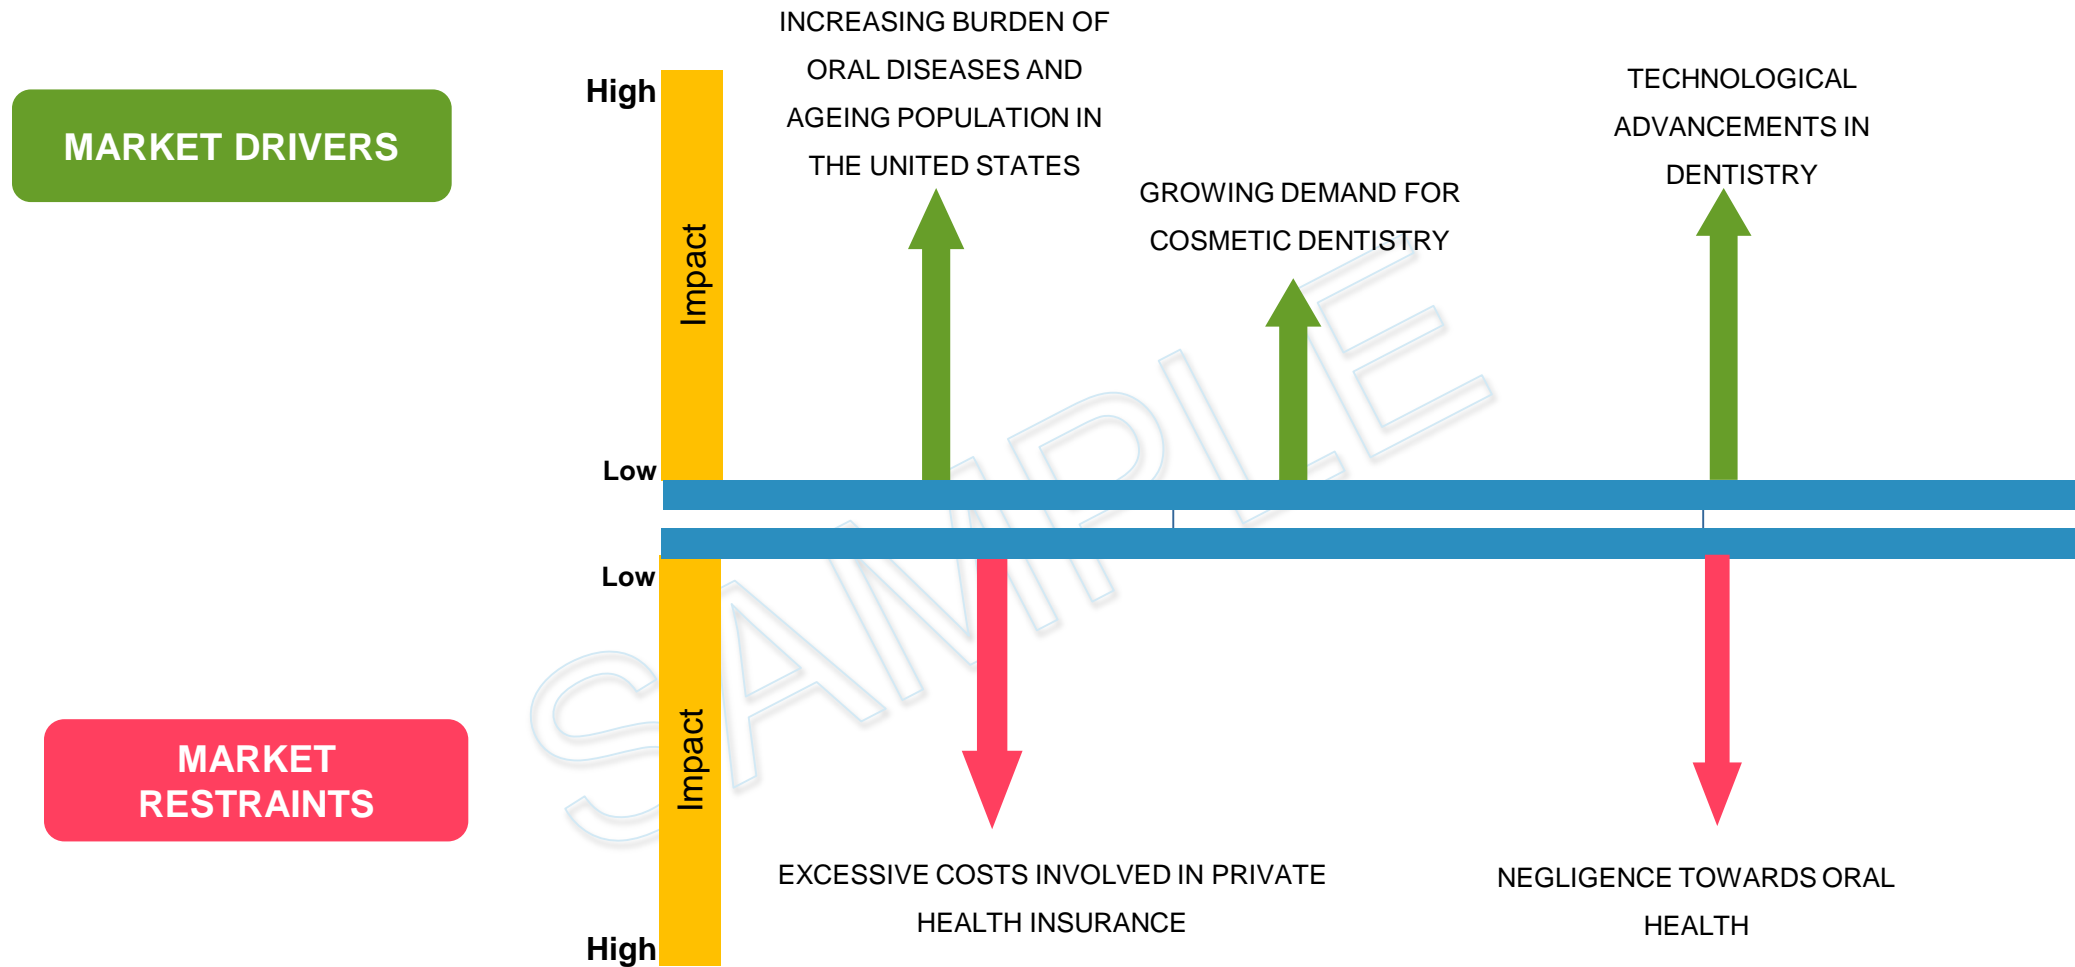 MARKET DRIVERS
High
Impact
Low
INCREASING BURDEN OF
ORAL DISEASES AND
AGEING POPULATION IN
THE UNITED STATES
GROWING DEMAND FOR
COSMETIC DENTISTRY
TECHNOLOGICAL
ADVANCEMENTS IN
DENTISTRY
SAMPLE
MARKET
RESTRAINTS
Low
Impact
High
EXCESSIVE COSTS INVOLVED IN PRIVATE
HEALTH INSURANCE
NEGLIGENCE TOWARDS ORAL
HEALTH